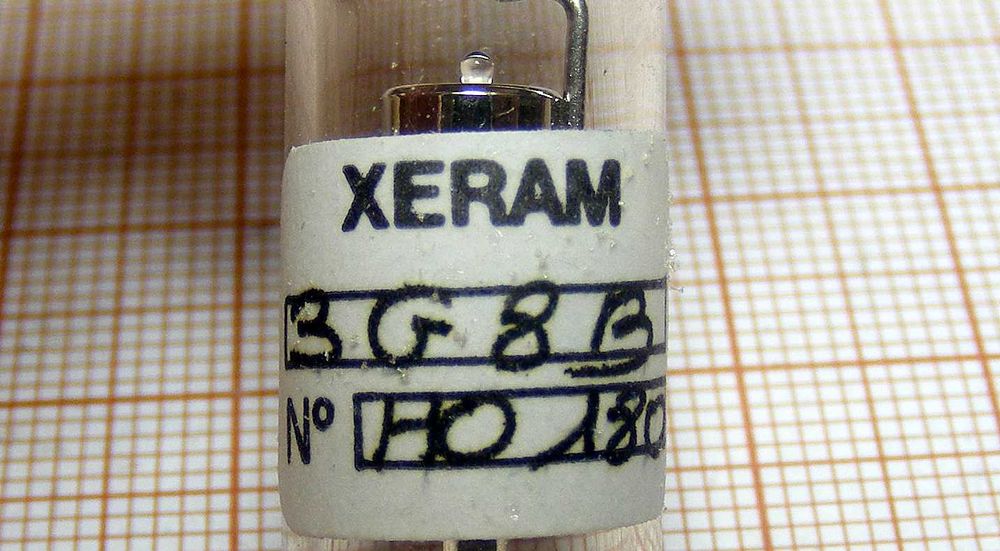 XERAM
3G8B
Nº HO 180